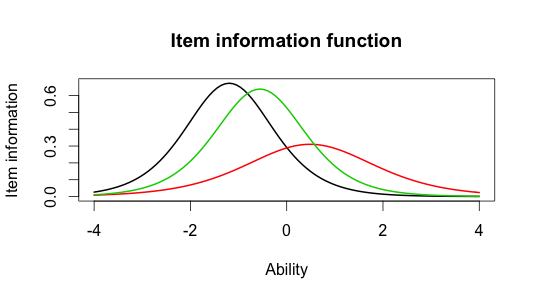 Item information function
Item information
0.6
0.3
0.0
-4 -2 0 2 4
Ability